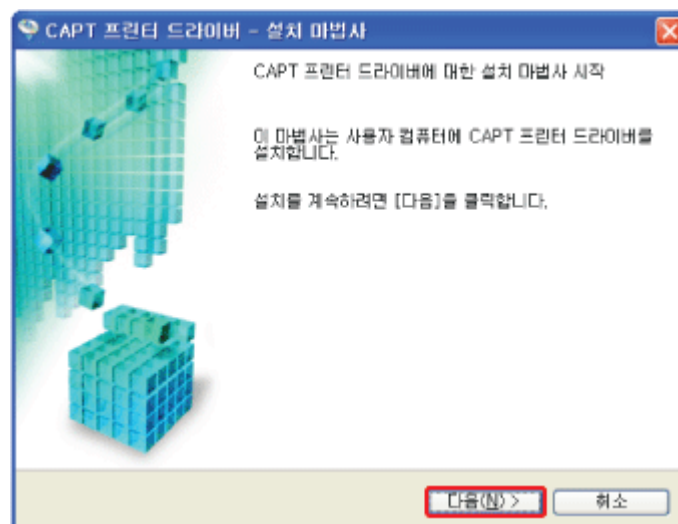 CAPT 프린터 드라이버 - 설치 마법사
CAPT 프린터 드라이버에 대한 설치 마법사 시작
이 마법사는 사용자 컴퓨터에 CAPT 프린터 드라이버를
설치합니다.
설치를 계속하려면 [다음]을 클릭합니다.
다음(N) >
취소